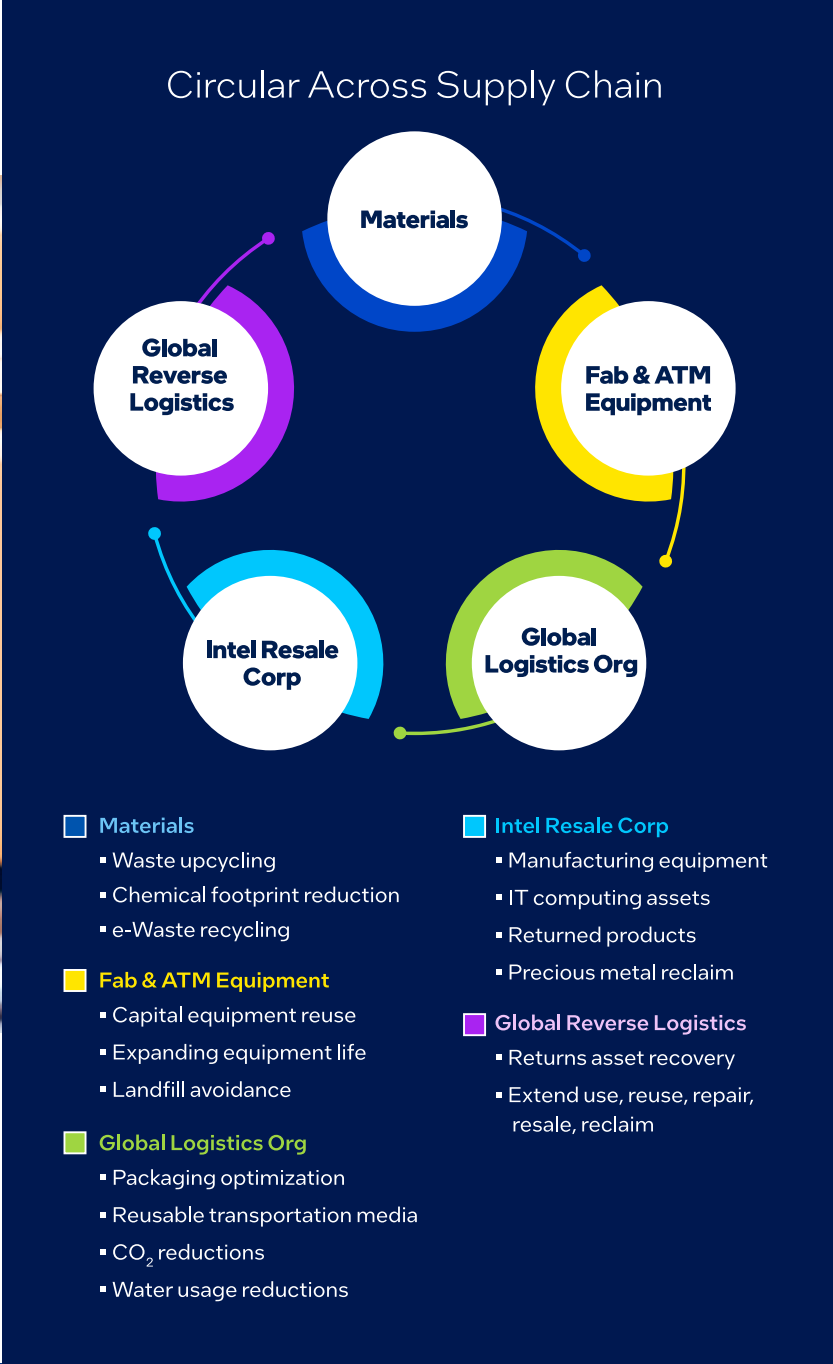 Circular Across Supply Chain
Materials
Global
Reverse
Logistics
Fab & ATM
Equipment
Intel Resale
Corp
Global
Logistics Org
Materials
▪ Waste upcycling
▪ Chemical footprint reduction
▪ e-Waste recycling
Fab & ATM Equipment
▪ Capital equipment reuse
▪ Expanding equipment life
▪ Landfill avoidance
Global Logistics Org
▪ Packaging optimization
▪ Reusable transportation media
▪ CO₂ reductions
▪ Water usage reductions
Intel Resale Corp
▪ Manufacturing equipment
▪ IT computing assets
▪ Returned products
▪ Precious metal reclaim
Global Reverse Logistics
▪ Returns asset recovery
▪ Extend use, reuse, repair,
resale, reclaim